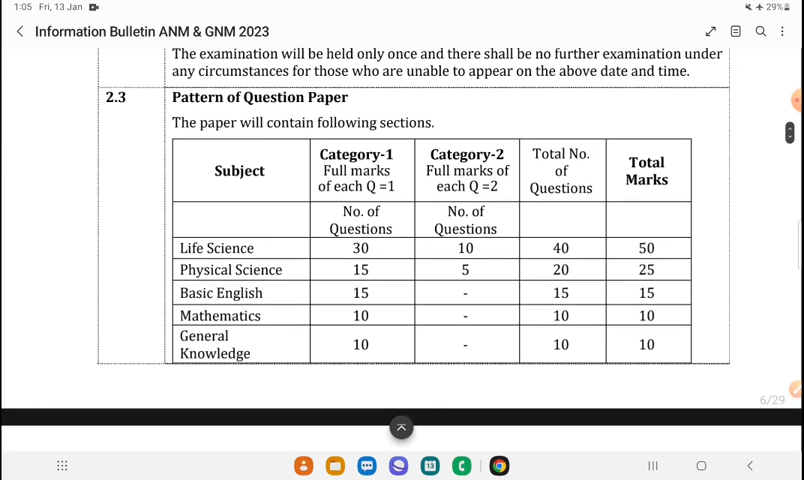 1:05 Fri, 13 Jan
29%
Information Bulletin ANM & GNM 2023
The examination will be held only once and there shall be no further examination under
any circumstances for those who are unable to appear on the above date and time.
2.3 Pattern of Question Paper
The paper will contain following sections.
Subject
Category-1
Full marks
of each Q =1
Category-2
Full marks of
each Q =2
Total No.
of
Questions
Total
Marks
No. of
Questions
No. of
Questions
Life Science 30 10 40 50
Physical Science 15 5 20 25
Basic English 15 - 15 15
Mathematics 10 - 10 10
General
Knowledge
10 - 10 10
6/29
13